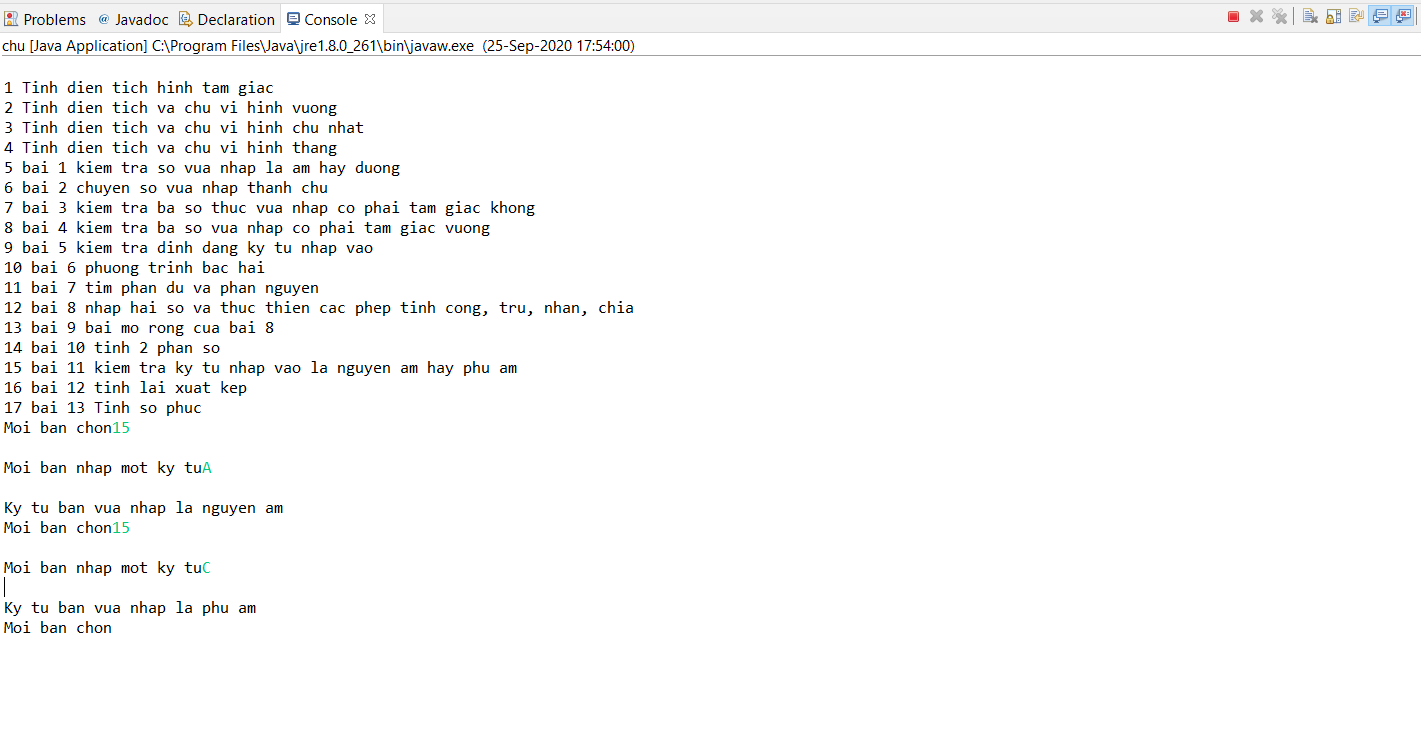 Problems @ Javadoc Declaration Console
chu [Java Application] C:\Program Files\Java\jre1.8.0_261\bin\javaw.exe (25-Sep-2020 17:54:00)
1 Tinh dien tich hinh tam giac
2 Tinh dien tich va chu vi hinh vuong
3 Tinh dien tich va chu vi hinh chu nhat
4 Tinh dien tich va chu vi hinh thang
5 bai 1 kiem tra so vua nhap la am hay duong
6 bai 2 chuyen so vua nhap thanh chu
7 bai 3 kiem tra ba so thuc vua nhap co phai tam giac khong
8 bai 4 kiem tra ba so vua nhap co phai tam giac vuong
9 bai 5 kiem tra dinh dang ky tu nhap vao
10 bai 6 phuong trinh bac hai
11 bai 7 tim phan du va phan nguyen
12 bai 8 nhap hai so va thuc thien cac phep tinh cong, tru, nhan, chia
13 bai 9 bai mo rong cua bai 8
14 bai 10 tinh 2 phan so
15 bai 11 kiem tra ky tu nhap vao la nguyen am hay phu am
16 bai 12 tinh lai xuat kep
17 bai 13 Tinh so phuc
Moi ban chon15
Moi ban nhap mot ky tuA
Ky tu ban vua nhap la nguyen am
Moi ban chon15
Moi ban nhap mot ky tuC
Ky tu ban vua nhap la phu am
Moi ban chon